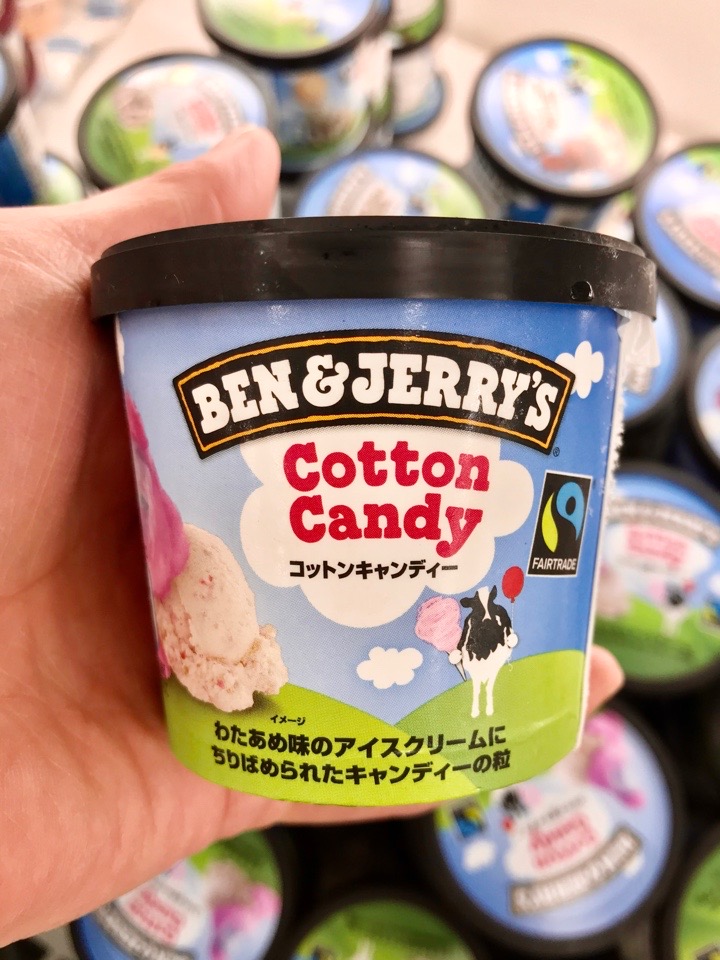 BEN & JERRY'S
Cotton
Candy
コットンキャンディー
FAIRTRADE
イメージ
わたあめ味のアイスクリームに
ちりばめられたキャンディーの粒